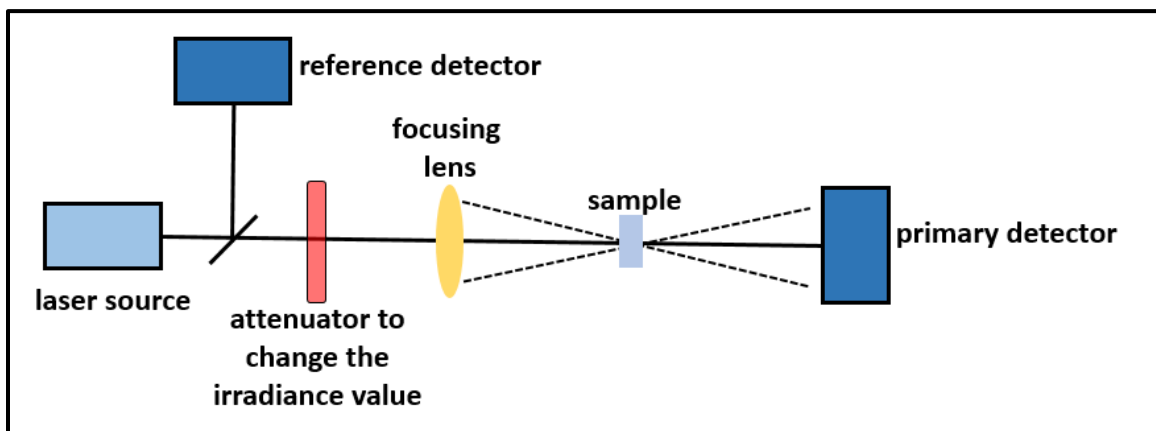 reference detector
focusing
lens
sample
primary detector
laser source
attenuator to
change the
irradiance value